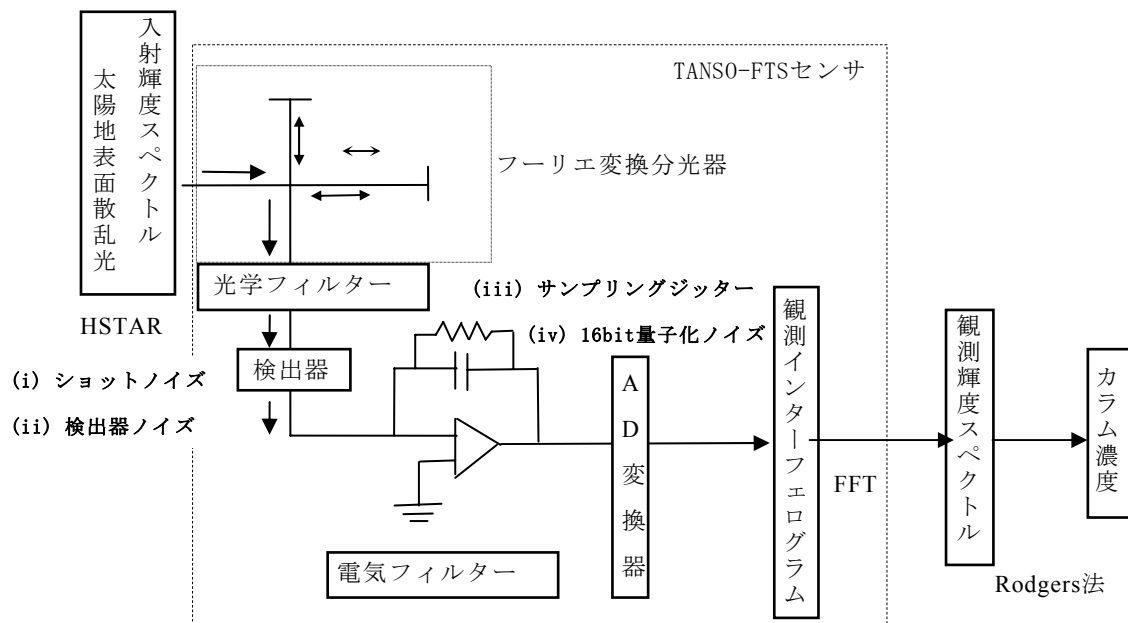 入射輝度スペクトル
太陽地表面散乱光
HSTAR
TANSO-FTSセンサ
フーリエ変換分光器
光学フィルター
検出器
(i) ショットノイズ
(ii) 検出器ノイズ
(iii) サンプリングジッター
(iv) 16bit量子化ノイズ
電気フィルター
AD変換器
観測インターフェログラム
FFT
観測輝度スペクトル
Rodgers法
カラム濃度